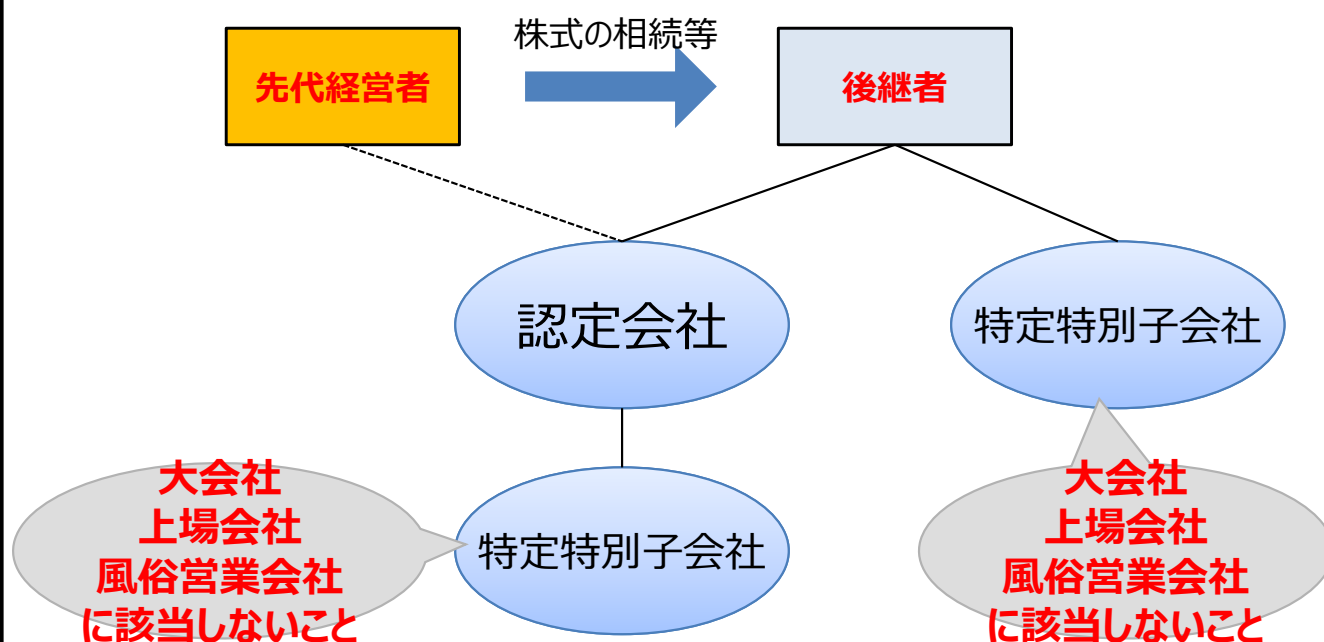 株式の相続等
先代経営者
後継者
認定会社
特定特別子会社
特定特別子会社
大会社
上場会社
風俗営業会社
に該当しないこと
大会社
上場会社
風俗営業会社
に該当しないこと